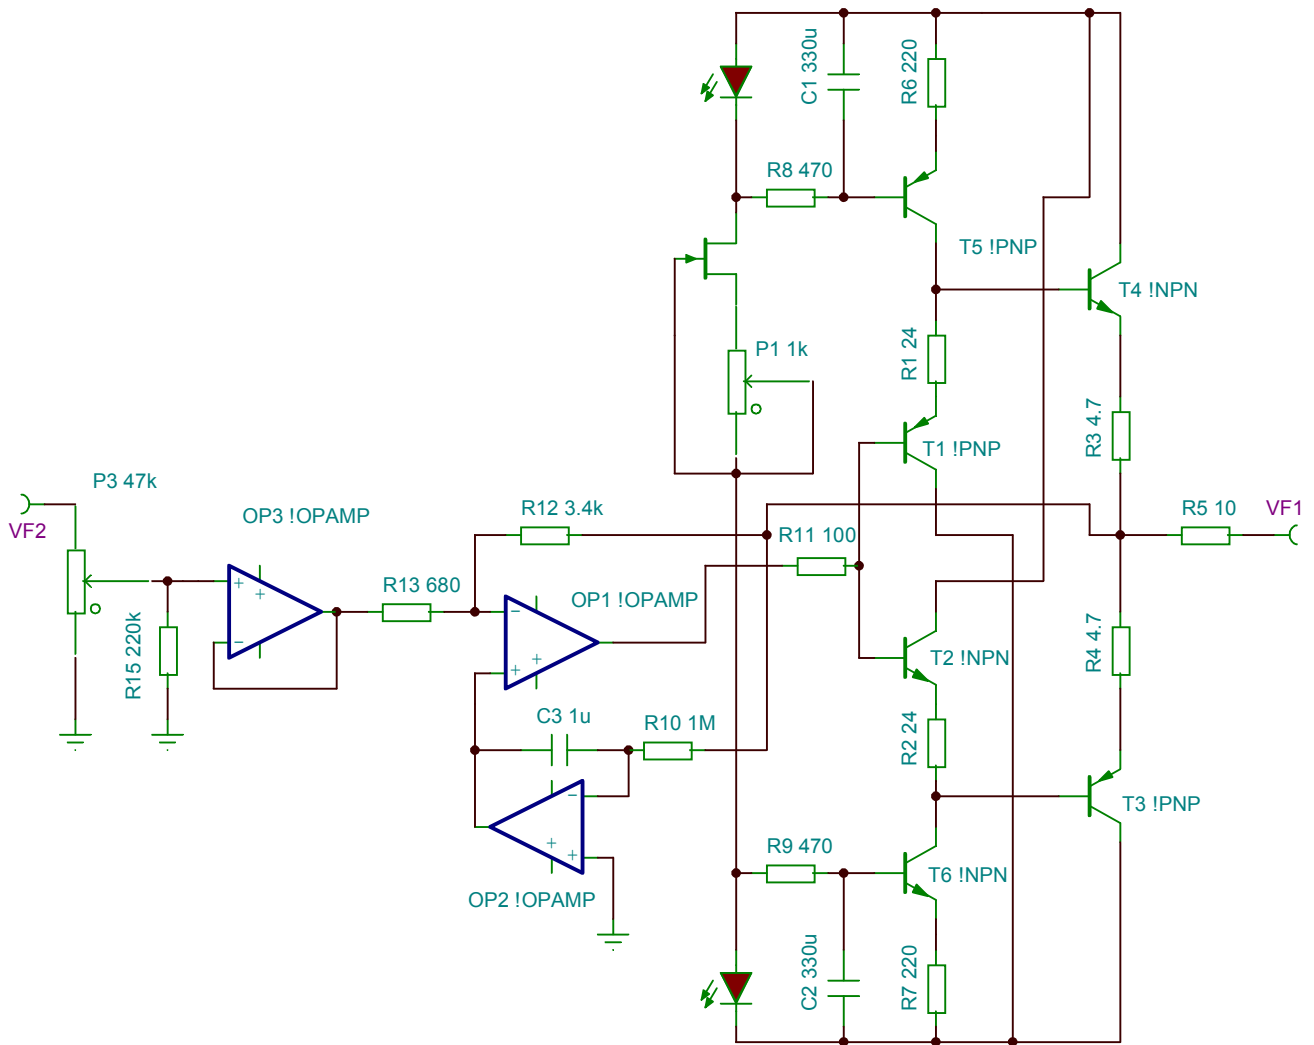 C1 330u
R6 220
R8 470
T5 !PNP
T4 !NPN
R1 24
P1 1k
R3 4.7
T1 !PNP
P3 47k
VF2
OP3 !OPAMP
R12 3.4k
R11 100
R5 10
VF1
R13 680
OP1 !OPAMP
R15 220k
T2 !NPN
R4 4.7
C3 1u
R10 1M
R2 24
T3 !PNP
R9 470
T6 !NPN
OP2 !OPAMP
C2 330u
R7 220